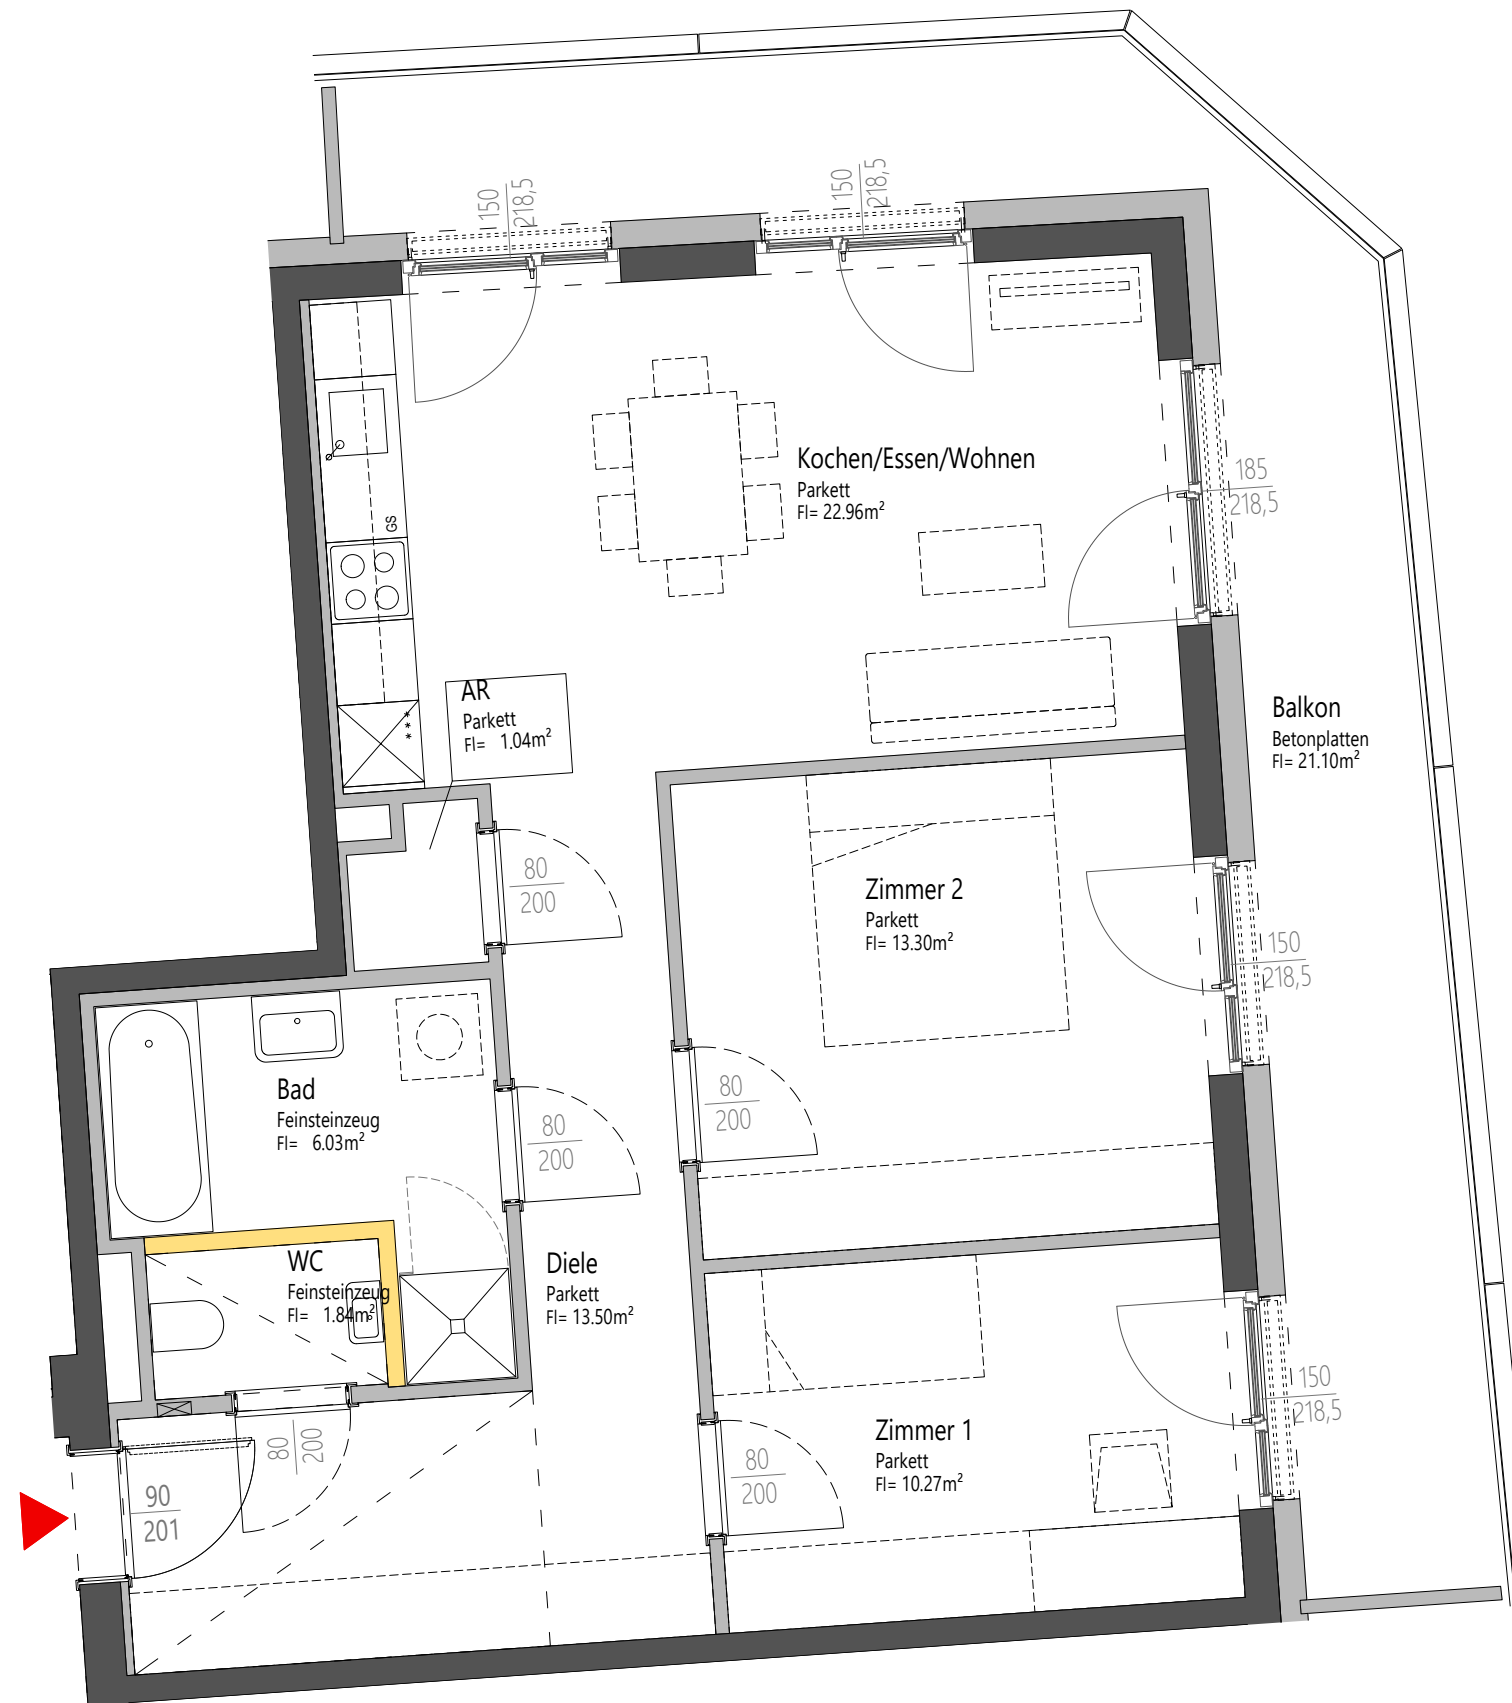 150
218,5
150
218,5
Kochen/Essen/Wohnen
Parkett
Fl= 22.96m²
185
218,5
GS
AR
Parkett
Fl= 1.04m²
***
Balkon
Betonplatten
Fl= 21.10m²
80
200
Zimmer 2
Parkett
Fl= 13.30m²
150
218,5
Bad
Feinsteinzeug
Fl= 6.03m²
80
200
80
200
WC
Feinsteinzeug
Fl= 1.84m²
Diele
Parkett
Fl= 13.50m²
150
218,5
Zimmer 1
Parkett
Fl= 10.27m²
80
200
80
200
90
201